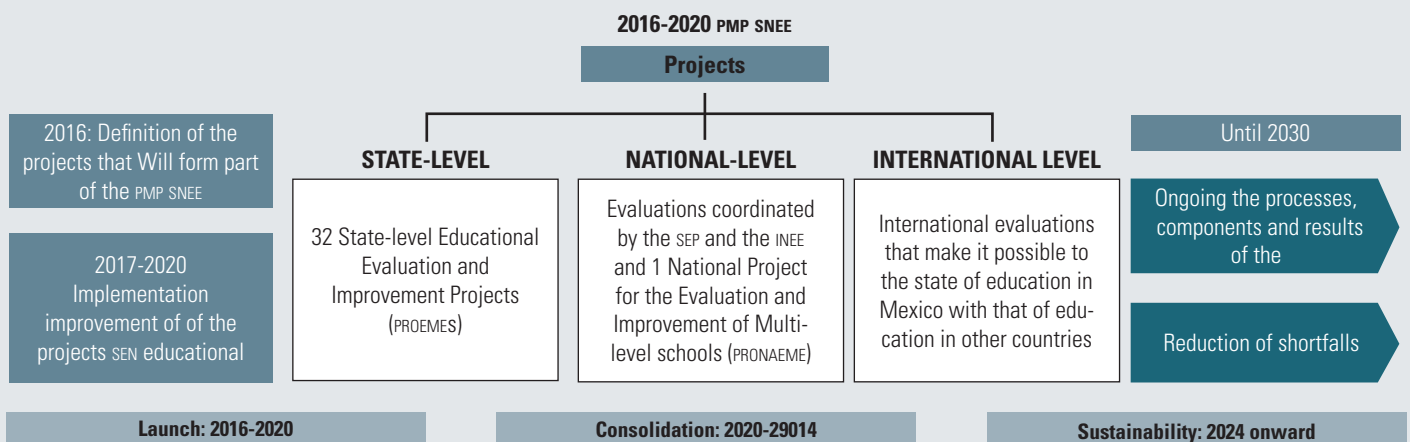 2016-2020 PMP SNEE
Projects
2016: Definition of the
projects that Will form part
of the PMP SNEE
2017-2020
Implementation
improvement of of the
projects SEN educational
STATE-LEVEL
32 State-level Educational
Evaluation and
Improvement Projects
(PROEMES)
NATIONAL-LEVEL
Evaluations coordinated
by the SEP and the INEE
and 1 National Project
for the Evaluation and
Improvement of Multi-
level schools (PRONAEME)
INTERNATIONAL LEVEL
International evaluations
that make it possible to
the state of education in
Mexico with that of edu-
cation in other countries
Until 2030
Ongoing the processes,
components and results
of the
Reduction of shortfalls
Launch: 2016-2020
Consolidation: 2020-29014
Sustainability: 2024 onward